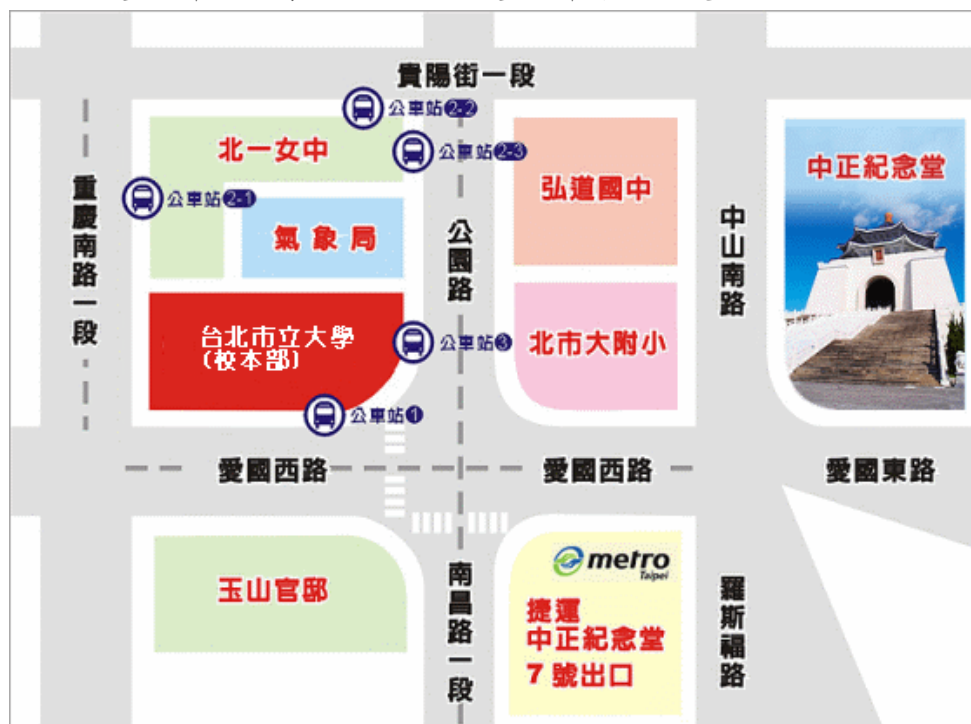 貴陽街一段
公車站2-2
北一女中
公車站2-3
弘道國中
中正紀念堂
公車站2-1
重慶南路一段
氣象局
公園路
中山南路
台北市立大學
(校本部)
公車站3
北市大附小
公車站1
愛國西路
愛國西路
愛國東路
玉山官邸
南昌路一段
metro
Taipei
捷運
中正紀念堂
7號出口
羅斯福路